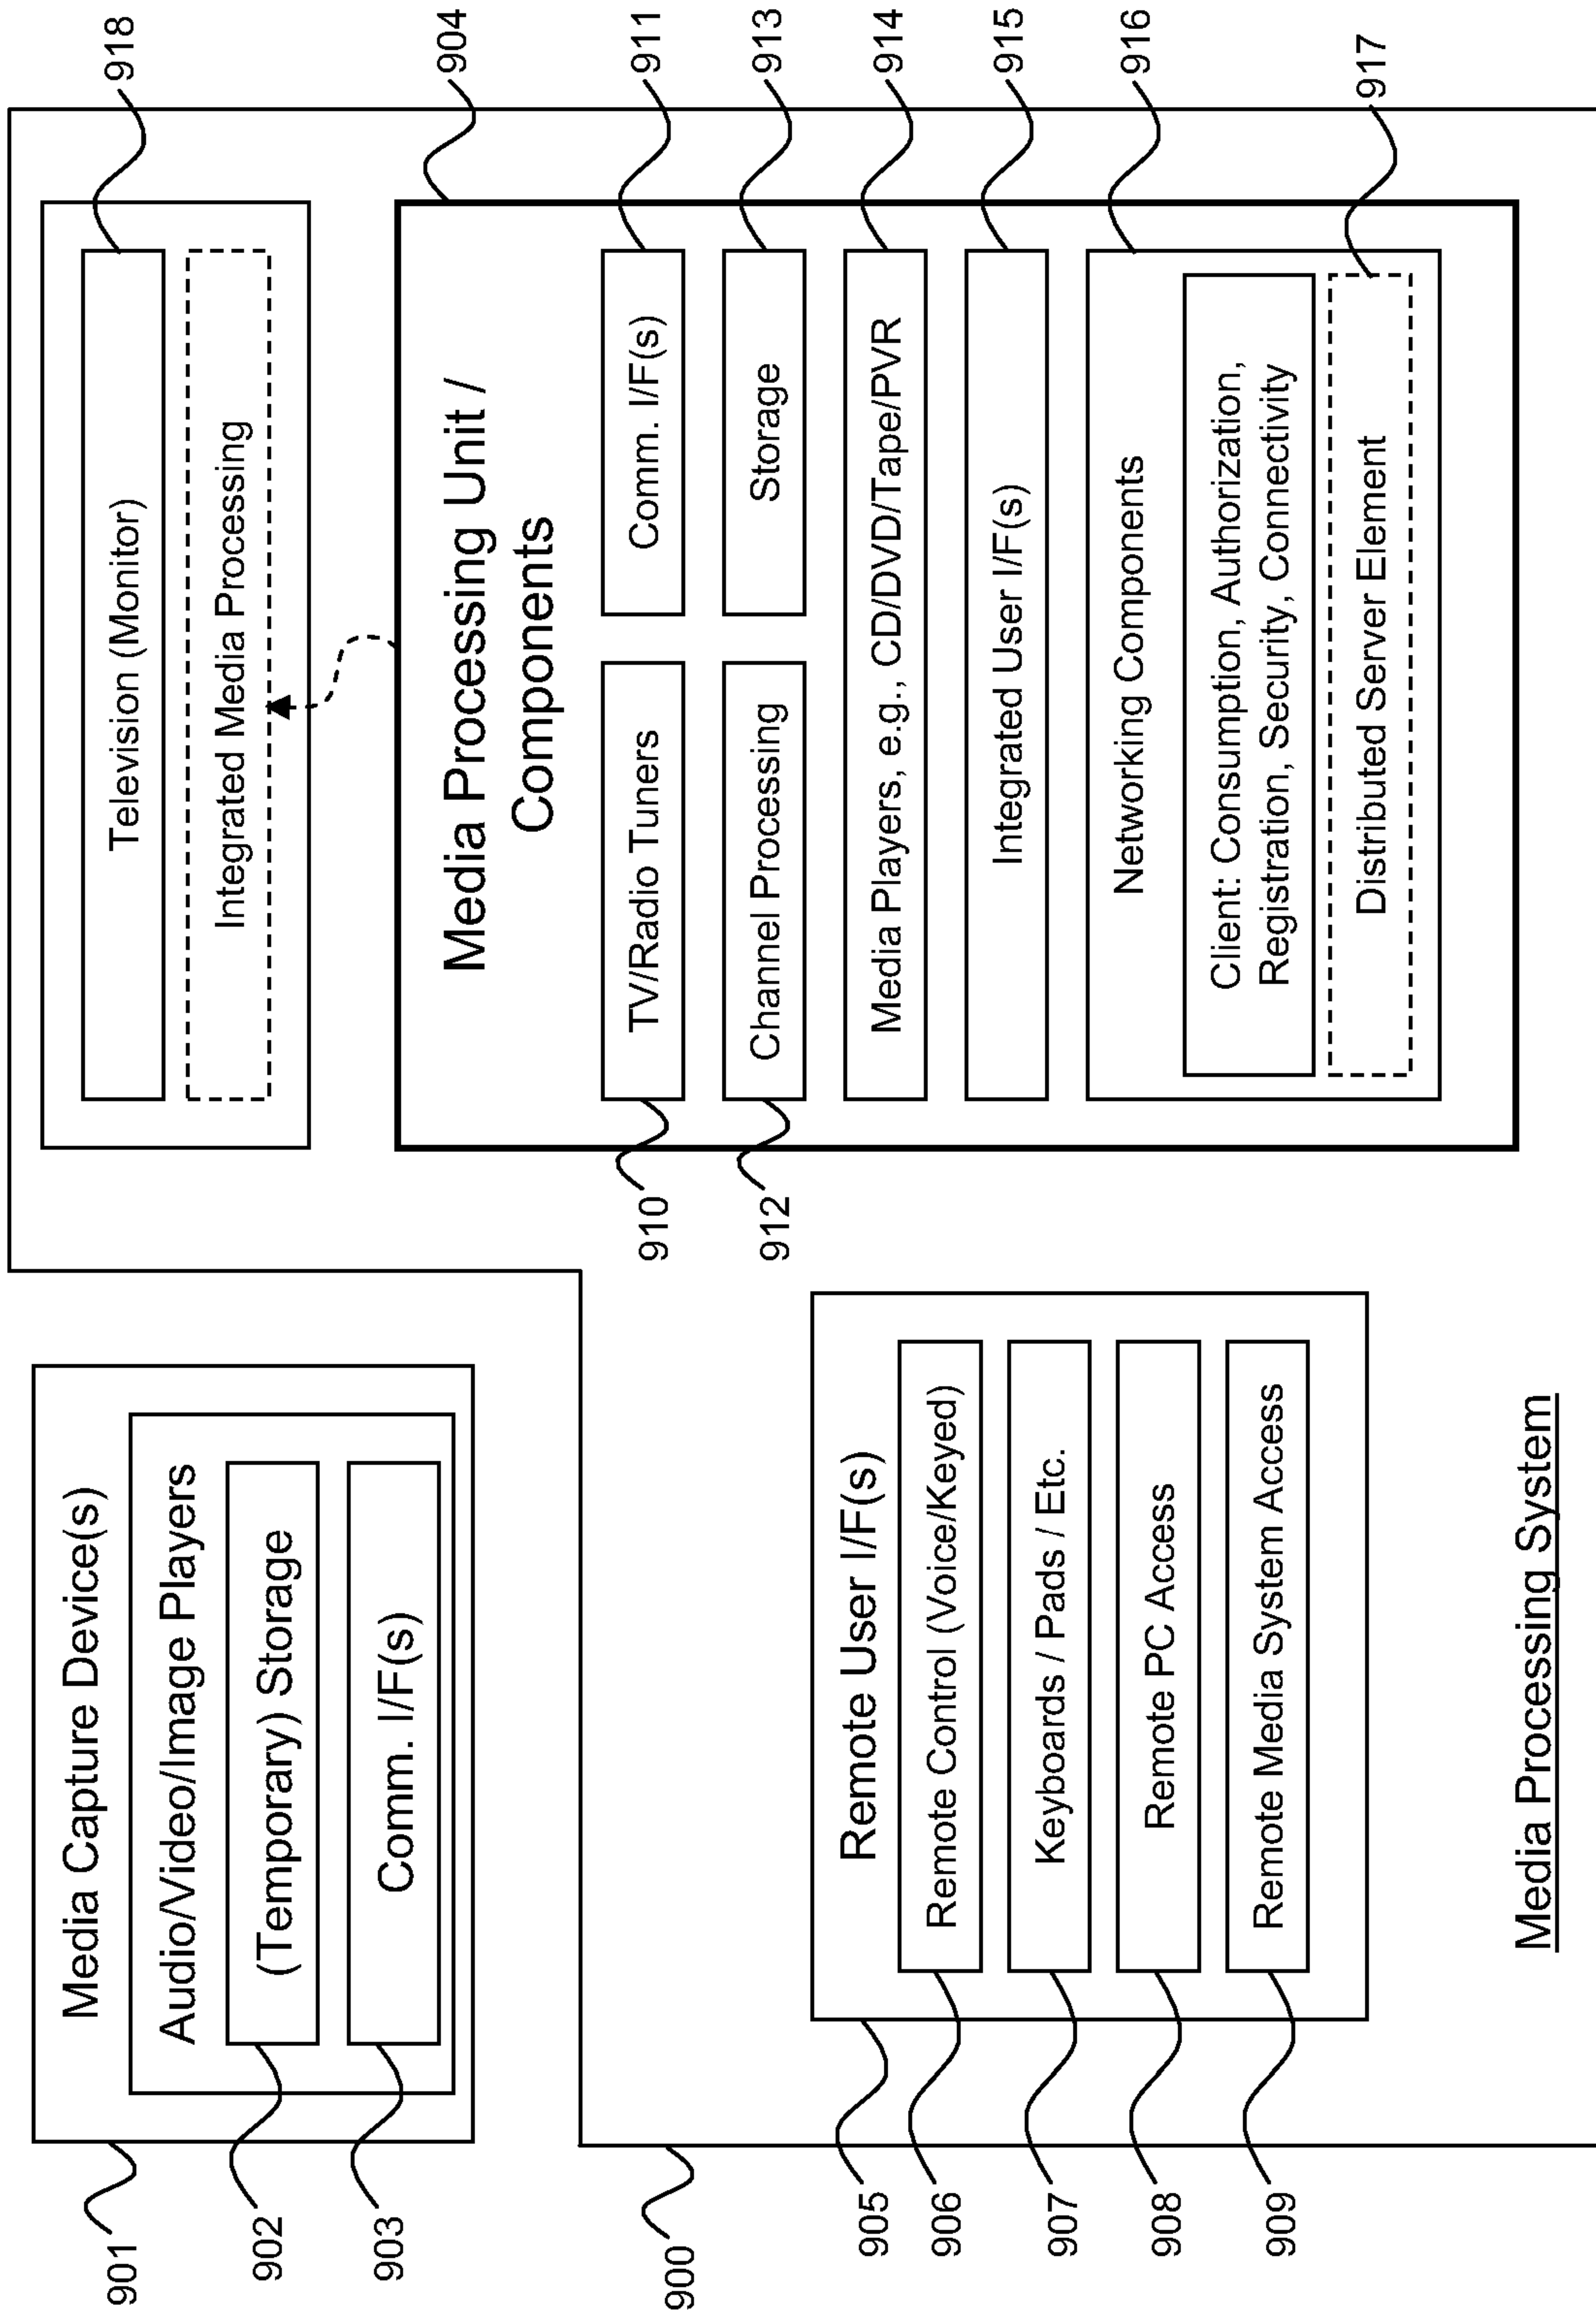 901
902
903
Media Capture Device(s)
Audio/Video/Image Players
(Temporary) Storage
Comm. I/F(s)
900
905
906
907
908
909
Remote User I/F(s)
Remote Control (Voice/Keyed)
Keyboards / Pads / Etc.
Remote PC Access
Remote Media System Access
Media Processing System
Television (Monitor)
Integrated Media Processing
918
904
Media Processing Unit /
Components
910
TV/Radio Tuners
Comm. I/F(s)
911
912
Channel Processing
Storage
913
Media Players, e.g., CD/DVD/Tape/PVR
914
Integrated User I/F(s)
915
Networking Components
916
Client: Consumption, Authorization,
Registration, Security, Connectivity
Distributed Server Element
917